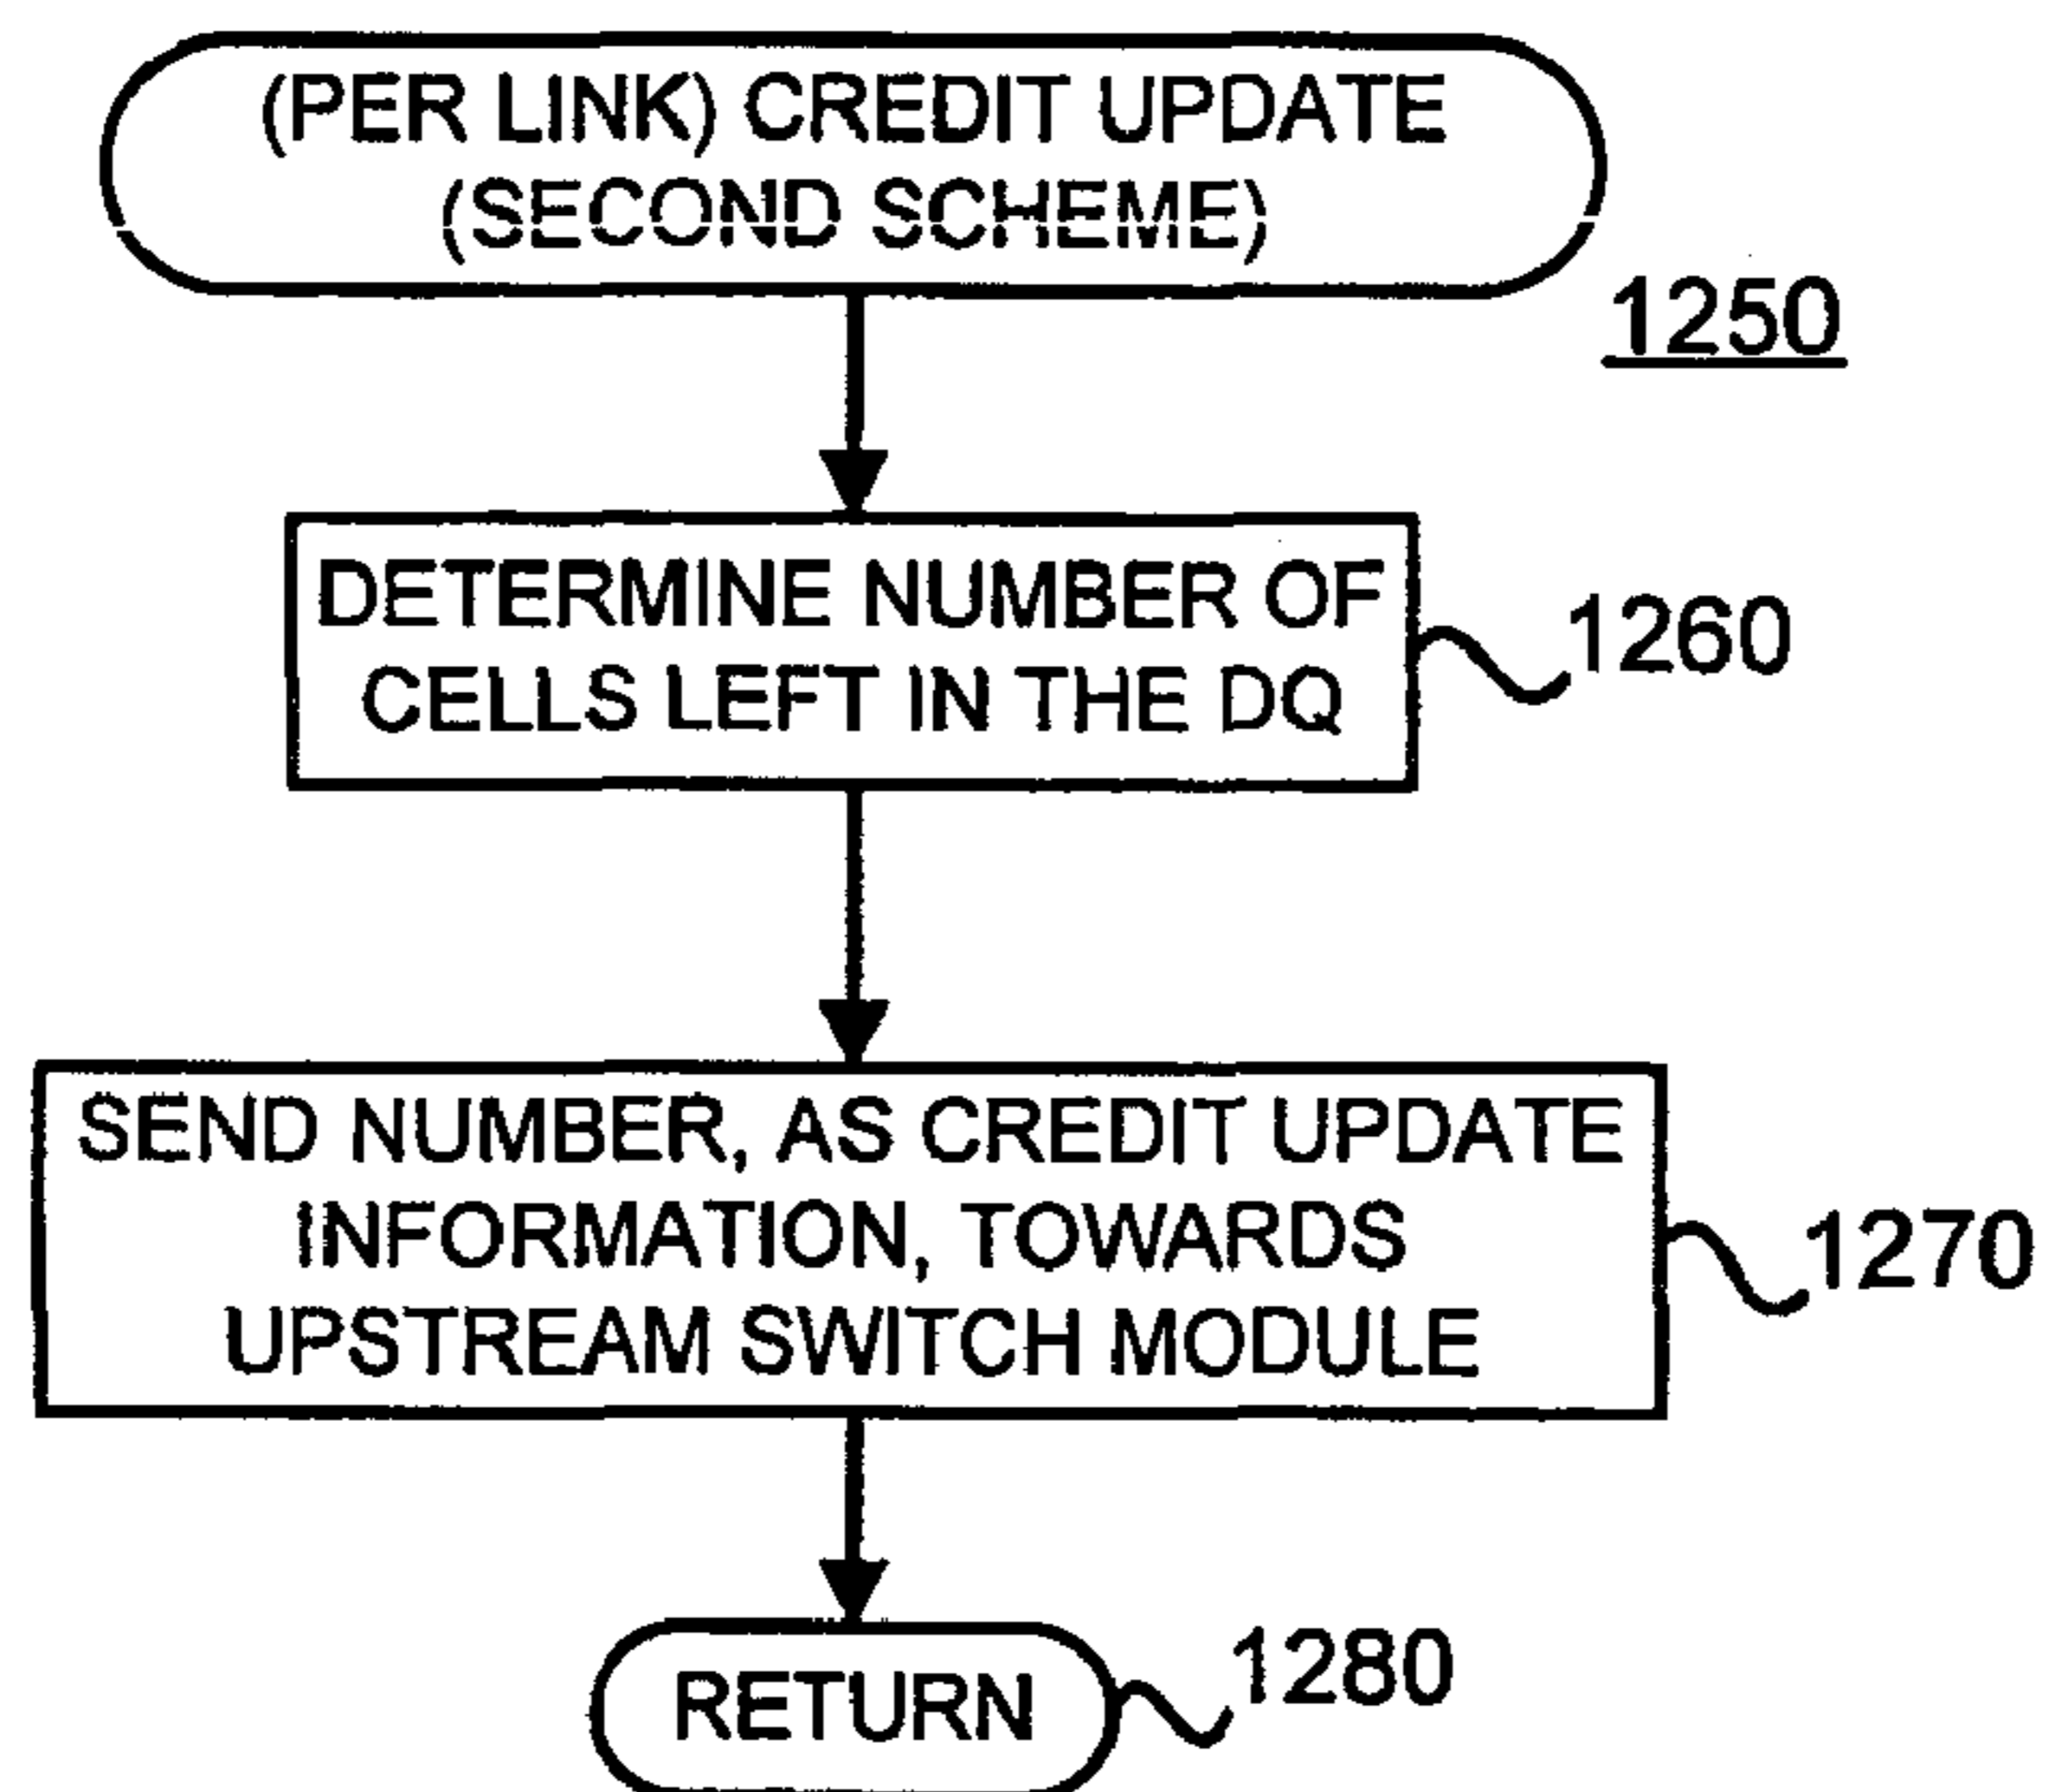 (PER LINK) CREDIT UPDATE
(SECOND SCHEME)
1250
DETERMINE NUMBER OF
CELLS LEFT IN THE DQ
1260
SEND NUMBER, AS CREDIT UPDATE
INFORMATION, TOWARDS
UPSTREAM SWITCH MODULE
1270
RETURN
1280